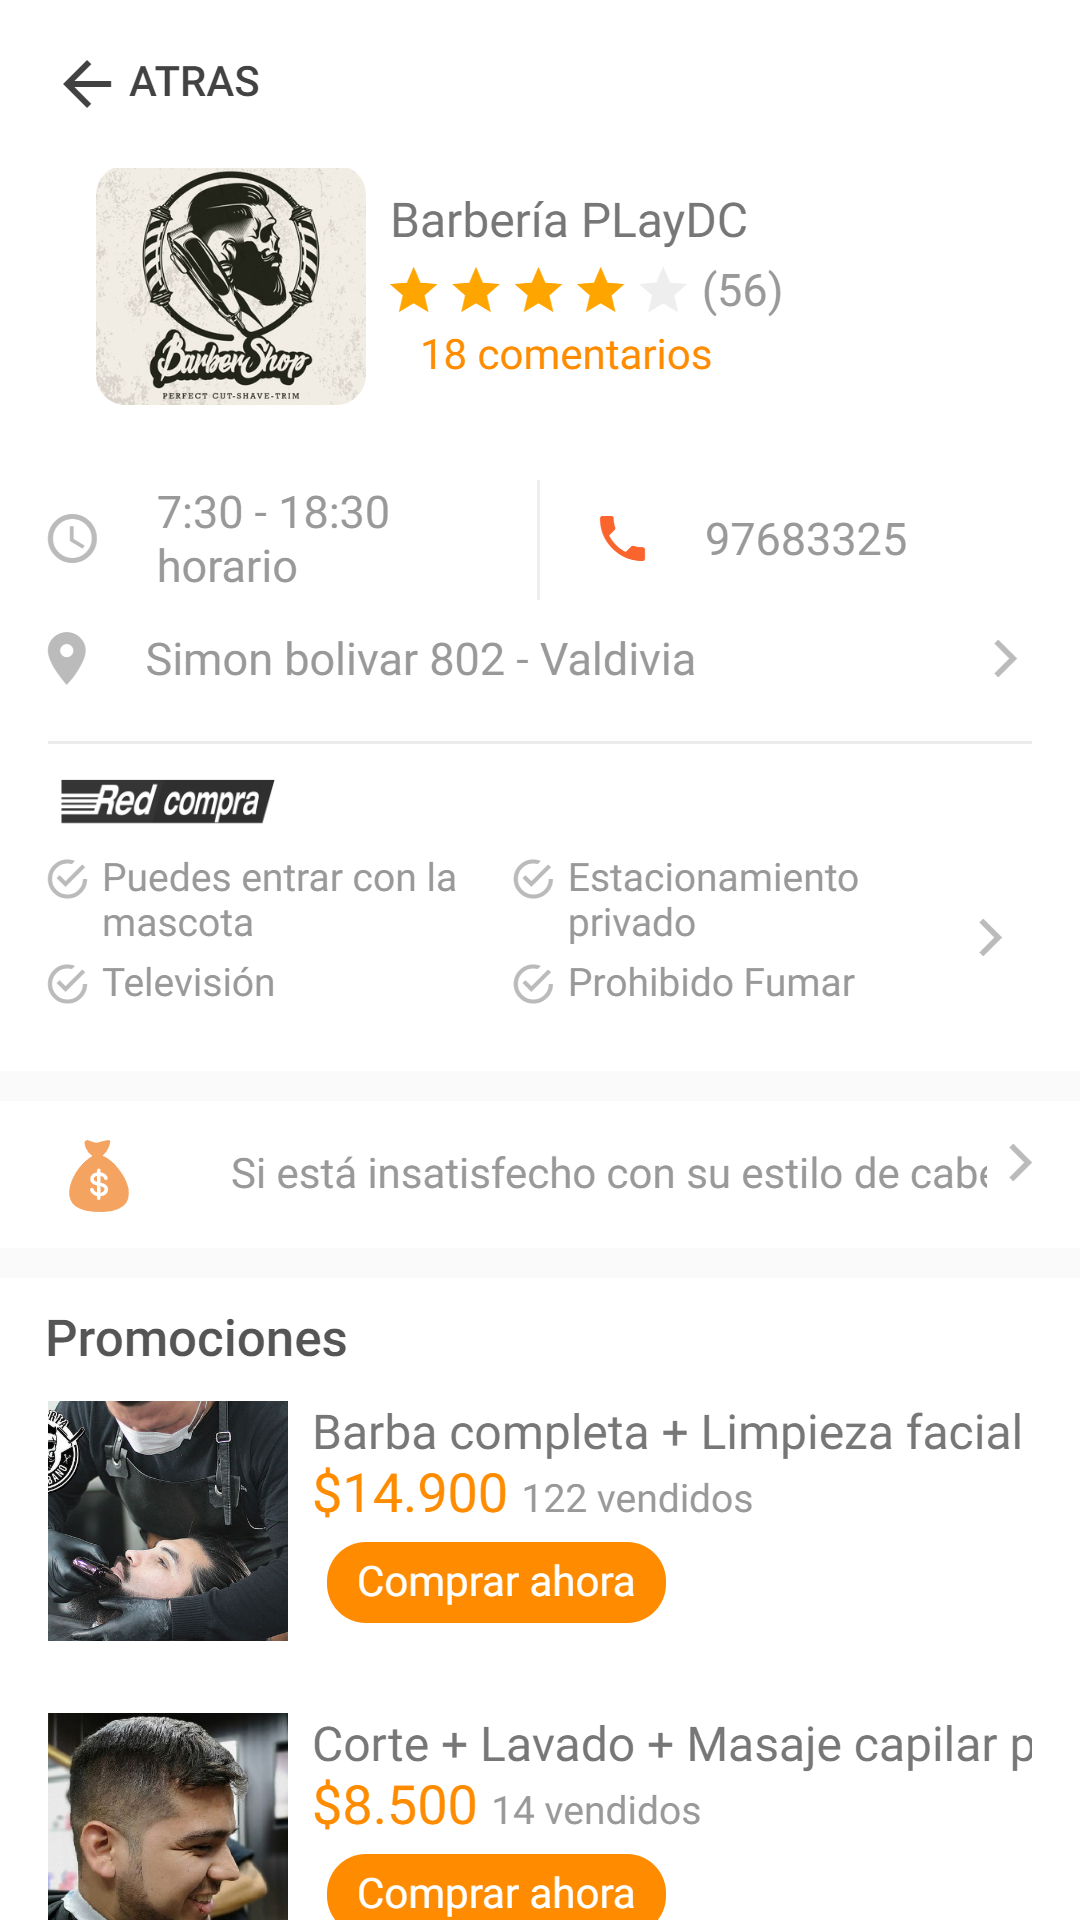 ATRAS
Barber Shop
PERFECT CUT-SHAVE-TRIM
Barbería PLayDC
(56)
18 comentarios
7:30 - 18:30
horario
97683325
Simon bolivar 802 - Valdivia
Red compra
Puedes entrar con la
mascota
Estacionamiento
privado
Televisión
Prohibido Fumar
$
Si está insatisfecho con su estilo de cabe
Promociones
Barba completa + Limpieza facial
$14.900 122 vendidos
Comprar ahora
Corte + Lavado + Masaje capilar p
$8.500 14 vendidos
Comprar ahora